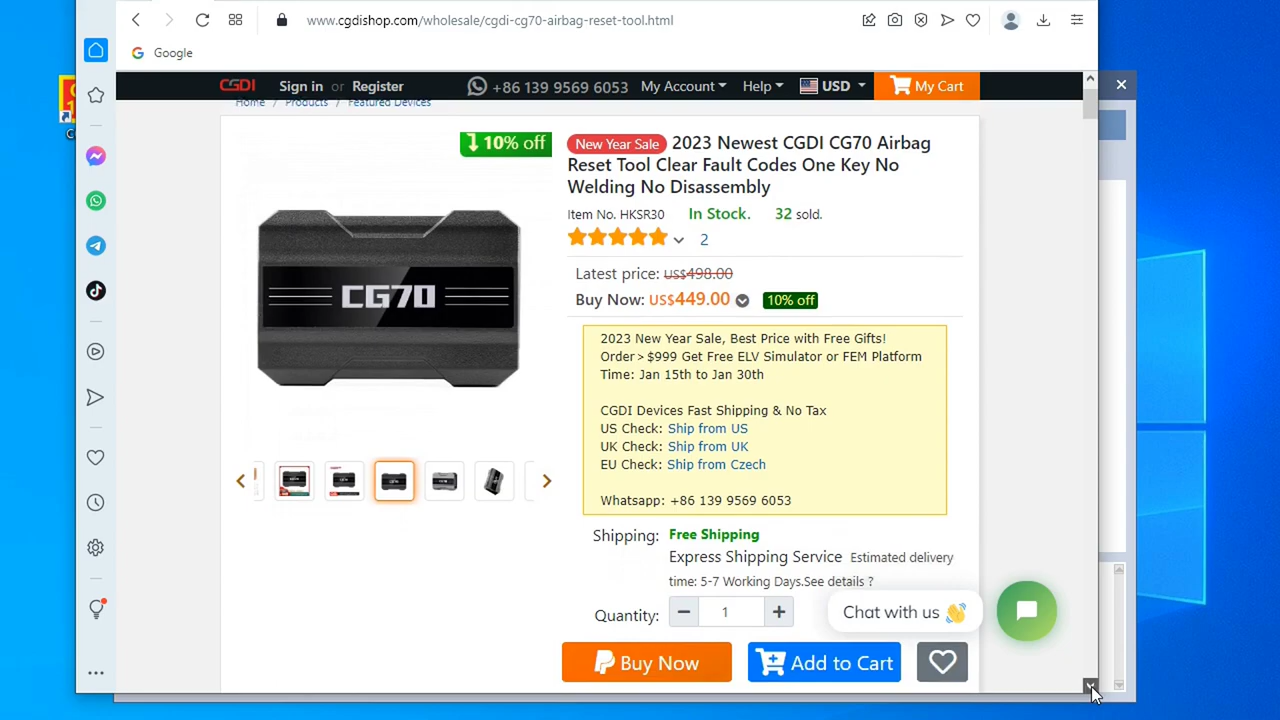 www.cgdishop.com/wholesale/cgdi-cg70-airbag-reset-tool.html
G Google
CGDI Sign in or Register +86 139 9569 6053 My Account Help USD My Cart
Home / Products / Featured Devices
10% off
New Year Sale 2023 Newest CGDI CG70 Airbag
Reset Tool Clear Fault Codes One Key No
Welding No Disassembly
Item No. HKSR30 In Stock. 32 sold.
2
Latest price: US$498.00
Buy Now: US$449.00 10% off
CG70
2023 New Year Sale, Best Price with Free Gifts!
Order > $999 Get Free ELV Simulator or FEM Platform
Time: Jan 15th to Jan 30th
CGDI Devices Fast Shipping & No Tax
US Check: Ship from US
UK Check: Ship from UK
EU Check: Ship from Czech
Whatsapp: +86 139 9569 6053
Shipping: Free Shipping
Express Shipping Service Estimated delivery
time: 5-7 Working Days.See details ?
Quantity: − 1 +
Chat with us 👋
Buy Now Add to Cart